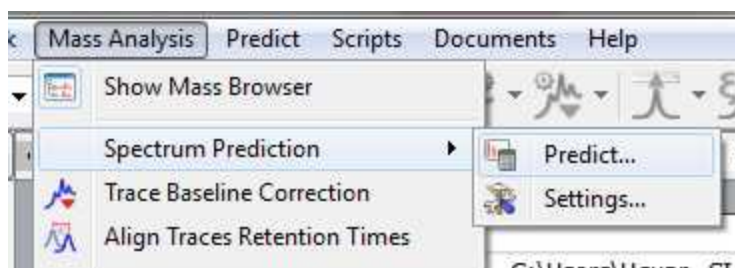 Mass Analysis Predict Scripts Documents Help
Show Mass Browser
Spectrum Prediction
Predict...
Trace Baseline Correction
Settings...
Align Traces Retention Times